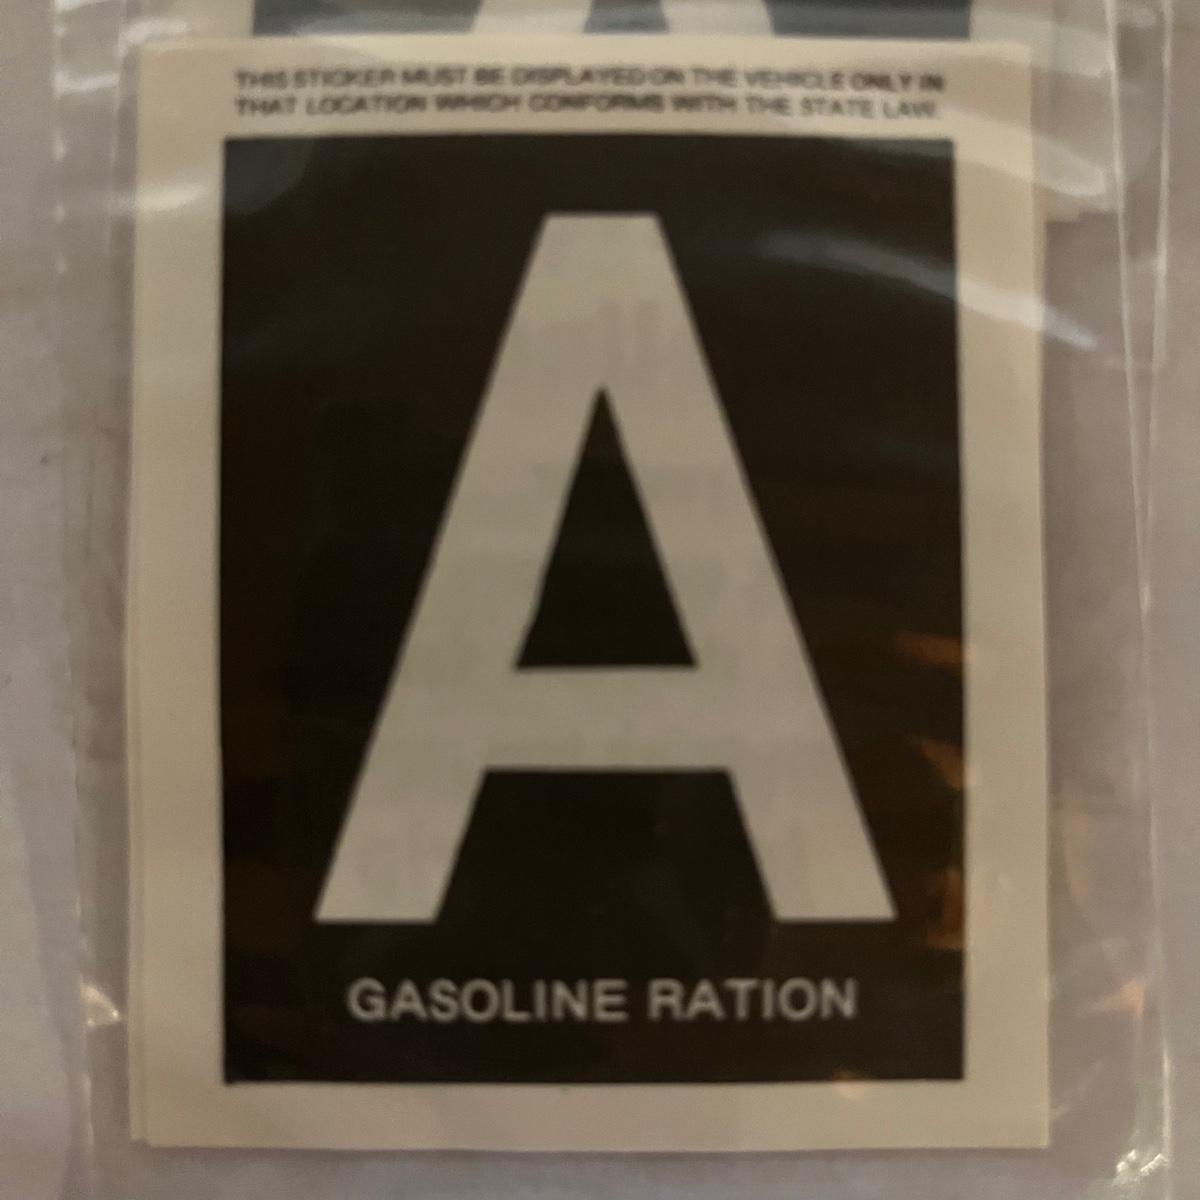 THIS STICKER MUST BE DISPLAYED ON THE VEHICLE ONLY IN
THAT LOCATION WHICH CONFORMS WITH THE STATE LAW.
A
GASOLINE RATION